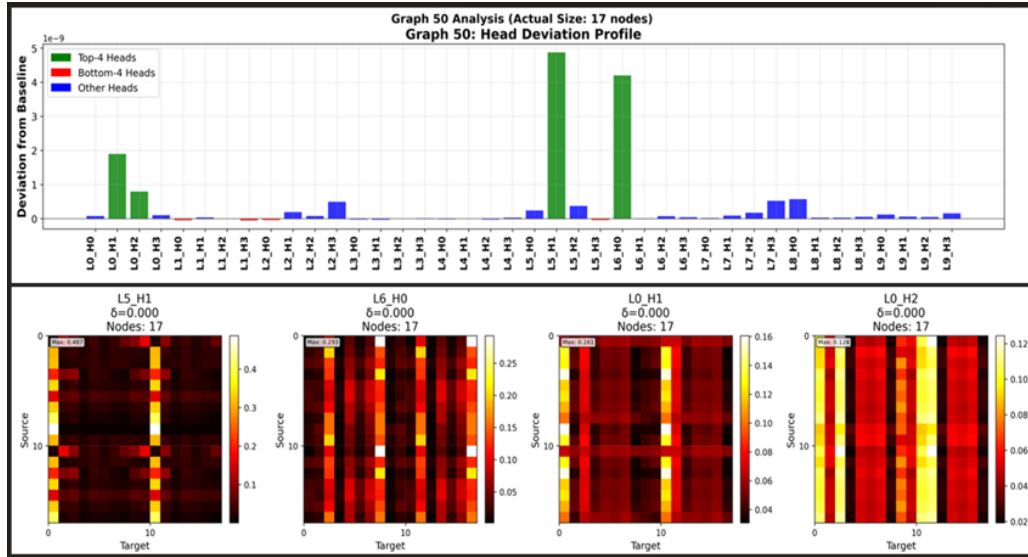 Graph 50 Analysis (Actual Size: 17 nodes)
Graph 50: Head Deviation Profile
1e−9
Top-4 Heads
Bottom-4 Heads
Other Heads
Deviation from Baseline
5
4
3
2
1
0
L0_H0 L0_H1 L0_H2 L0_H3 L1_H0 L1_H1 L1_H2 L1_H3 L2_H0 L2_H1 L2_H2 L2_H3 L3_H0 L3_H1 L3_H2 L3_H3 L4_H0 L4_H1 L4_H2 L4_H3 L5_H0 L5_H1 L5_H2 L5_H3 L6_H0 L6_H1 L6_H2 L6_H3 L7_H0 L7_H1 L7_H2 L7_H3 L8_H0 L8_H1 L8_H2 L8_H3 L9_H0 L9_H1 L9_H2 L9_H3
L5_H1
δ=0.000
Nodes: 17
Max: 0.487
Source
0
10
0 10
Target
0.4
0.3
0.2
0.1
L6_H0
δ=0.000
Nodes: 17
Max: 0.293
Source
0
10
0 10
Target
0.25
0.20
0.15
0.10
0.05
L0_H1
δ=0.000
Nodes: 17
Max: 0.161
Source
0
10
0 10
Target
0.16
0.14
0.12
0.10
0.08
0.06
0.04
L0_H2
δ=0.000
Nodes: 17
Max: 0.124
Source
0
10
0 10
Target
0.12
0.10
0.08
0.06
0.04
0.02